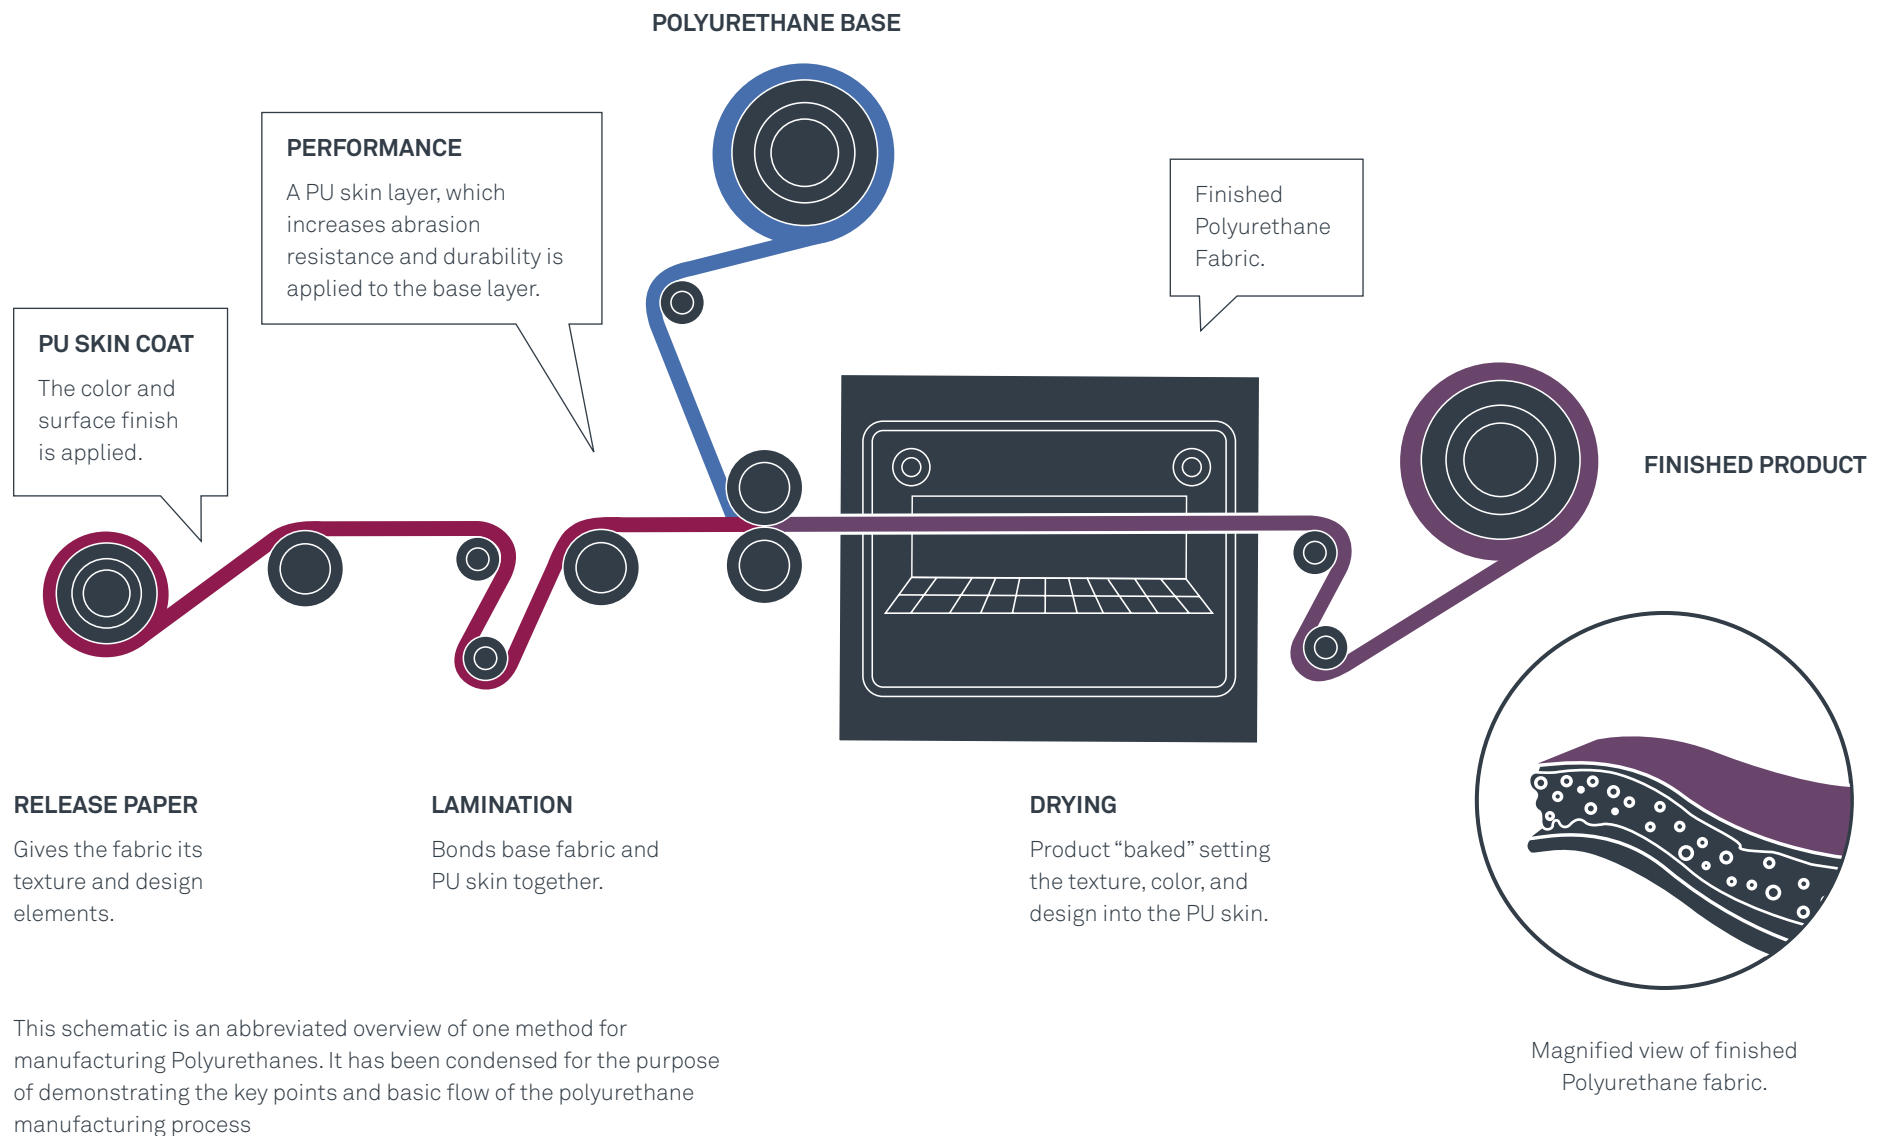 POLYURETHANE BASE
PERFORMANCE
A PU skin layer, which
increases abrasion
resistance and durability is
applied to the base layer.
Finished
Polyurethane
Fabric.
PU SKIN COAT
The color and
surface finish
is applied.
FINISHED PRODUCT
RELEASE PAPER
Gives the fabric its
texture and design
elements.
LAMINATION
Bonds base fabric and
PU skin together.
DRYING
Product “baked” setting
the texture, color, and
design into the PU skin.
This schematic is an abbreviated overview of one method for
manufacturing Polyurethanes. It has been condensed for the purpose
of demonstrating the key points and basic flow of the polyurethane
manufacturing process
Magnified view of finished
Polyurethane fabric.